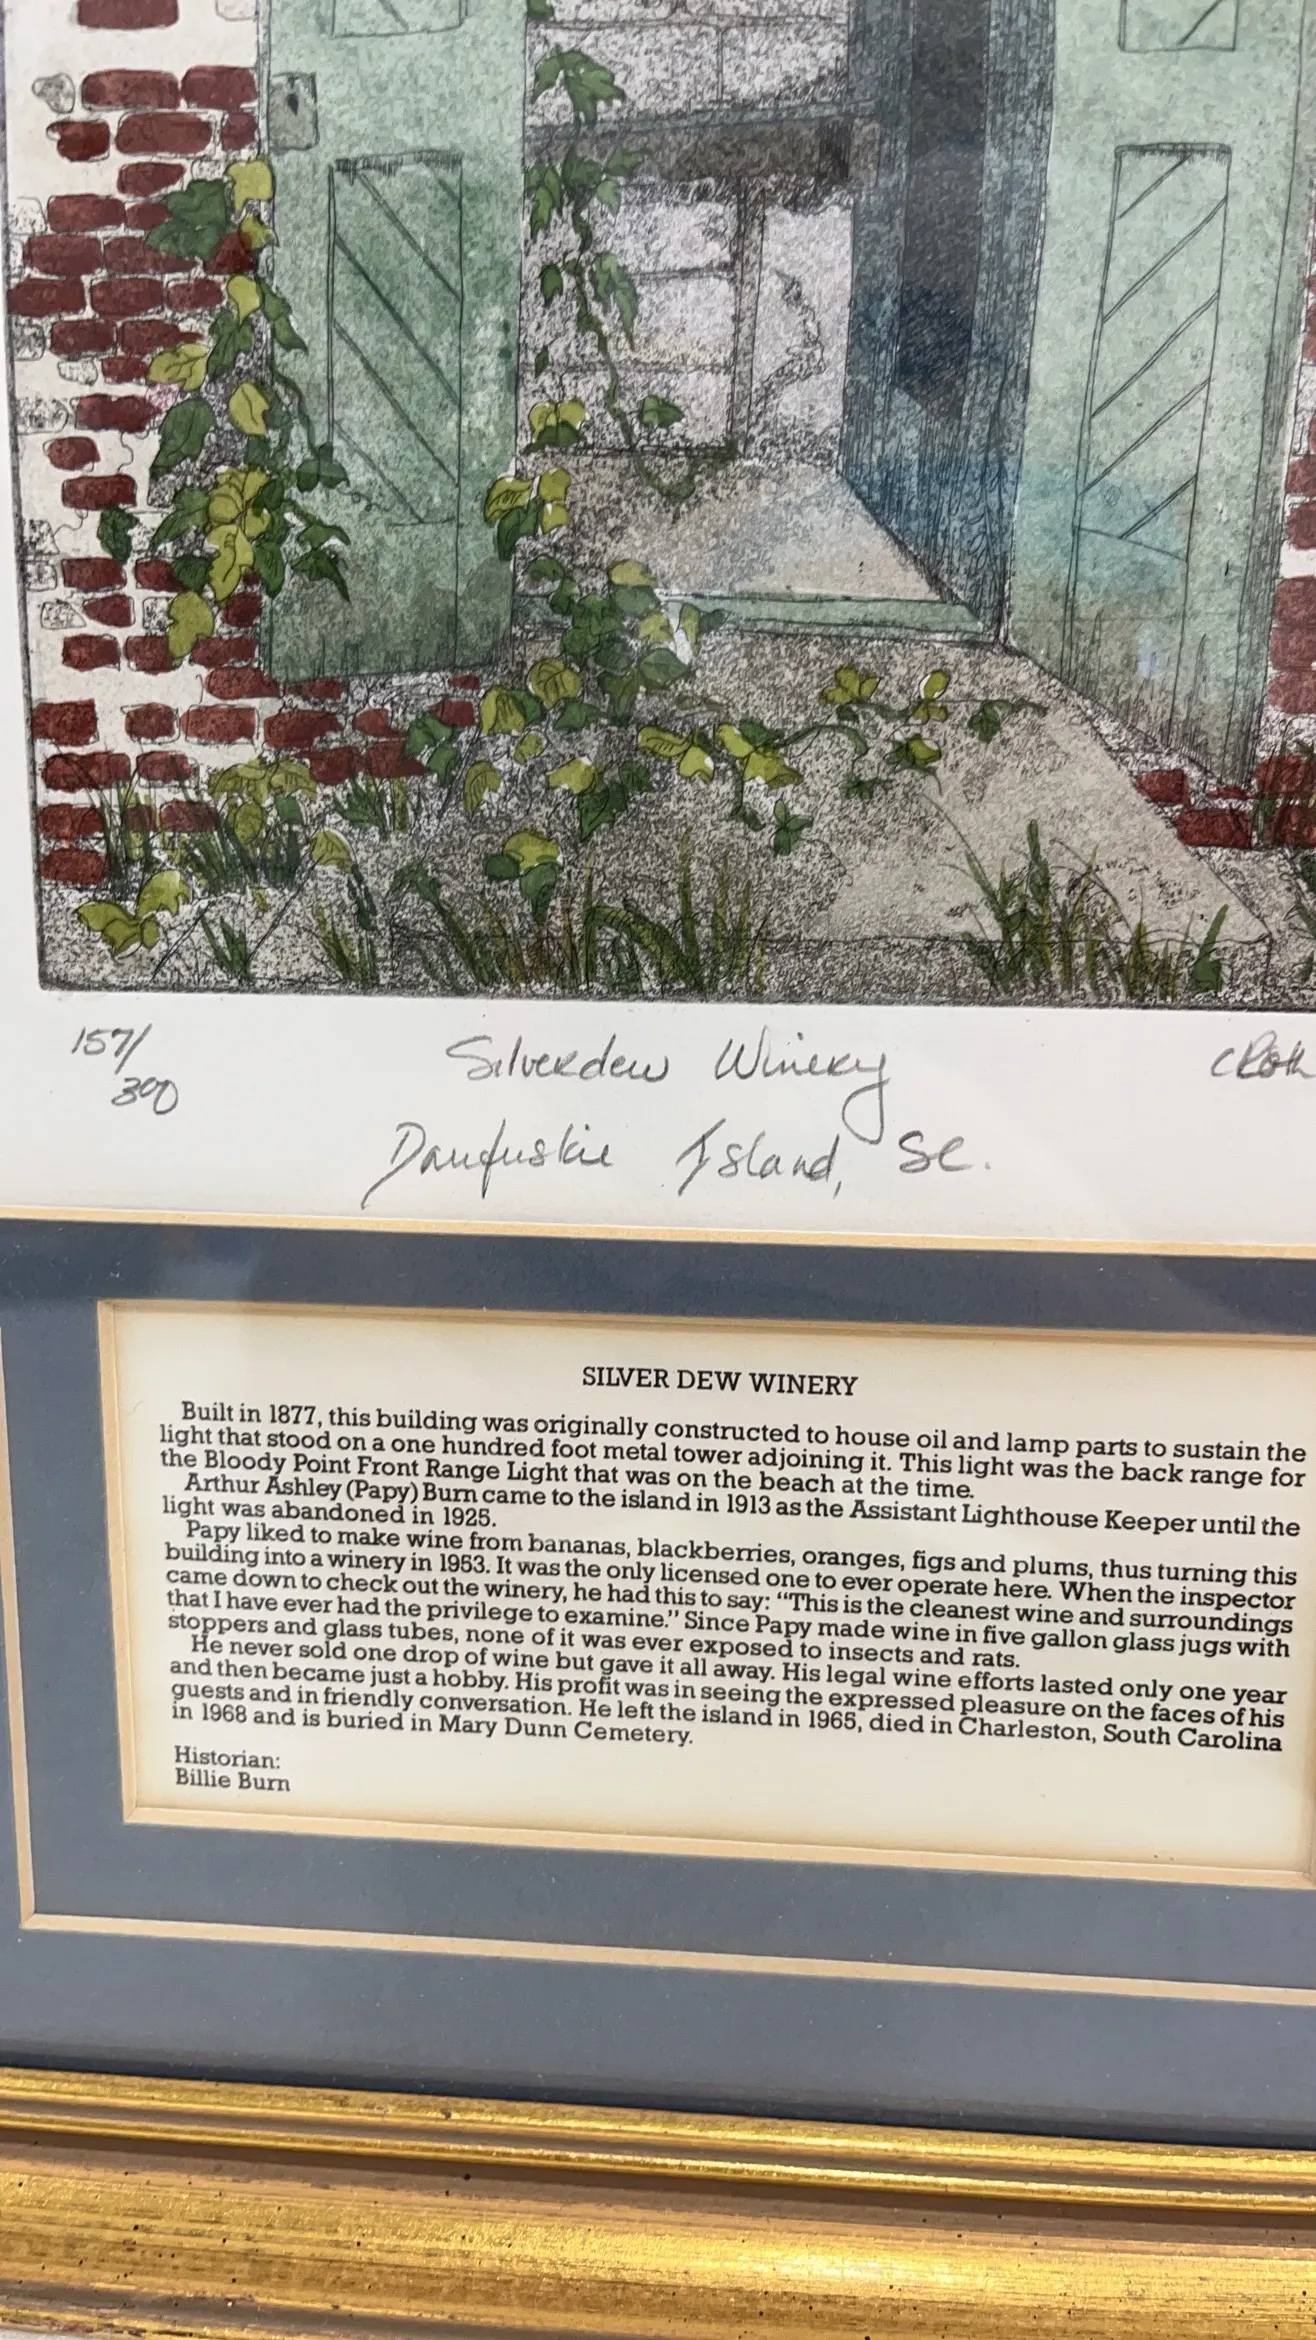 157/
300
Silverdew Winery
Daufuskie Island, SC.
SILVER DEW WINERY
Built in 1877, this building was originally constructed to house oil and lamp parts to sustain the
light that stood on a one hundred foot metal tower adjoining it. This light was the back range for
the Bloody Point Front Range Light that was on the beach at the time.
Arthur Ashley (Papy) Burn came to the island in 1913 as the Assistant Lighthouse Keeper until the
light was abandoned in 1925.
Papy liked to make wine from bananas, blackberries, oranges, figs and plums, thus turning this
building into a winery in 1953. It was the only licensed one to ever operate here. When the inspector
came down to check out the winery, he had this to say: "This is the cleanest wine and surroundings
that I have ever had the privilege to examine." Since Papy made wine in five gallon glass jugs with
stoppers and glass tubes, none of it was ever exposed to insects and rats.
He never sold one drop of wine but gave it all away. His legal wine efforts lasted only one year
and then became just a hobby. His profit was in seeing the expressed pleasure on the faces of his
guests and in friendly conversation. He left the island in 1965, died in Charleston, South Carolina
in 1968 and is buried in Mary Dunn Cemetery.
Historian:
Billie Burn